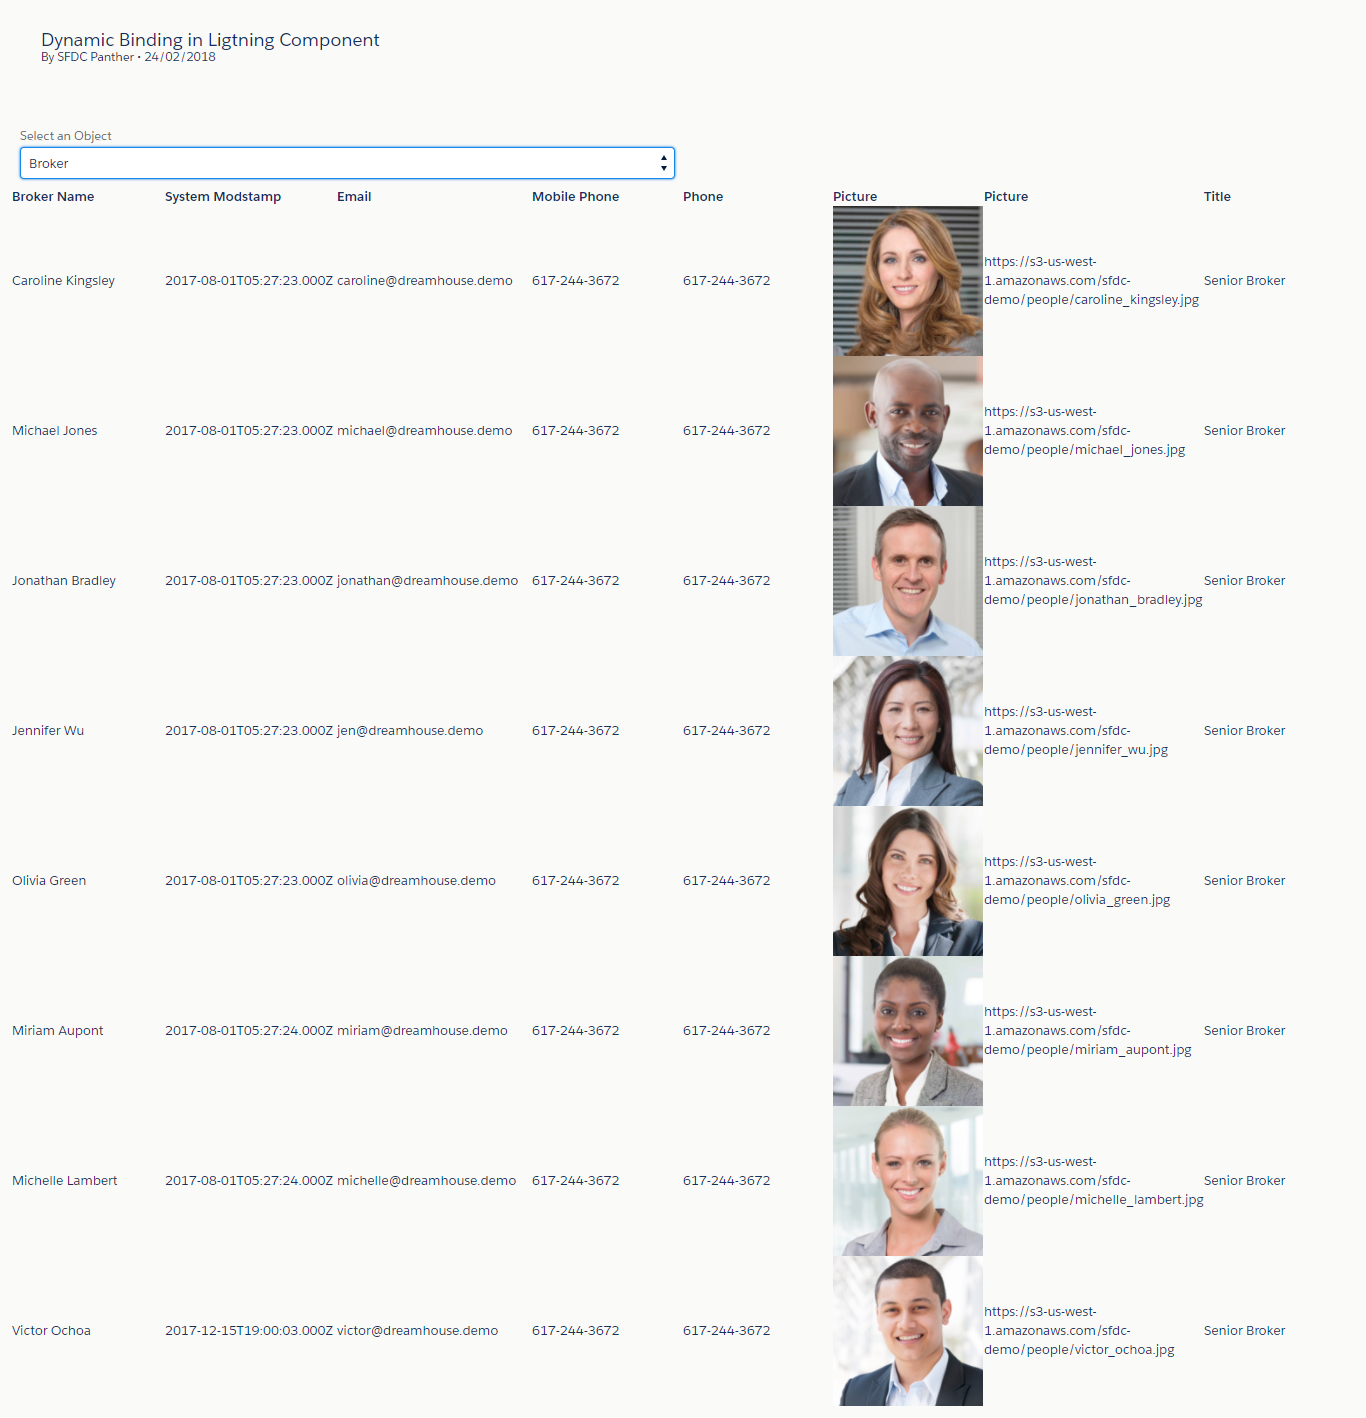 Dynamic Binding in Ligtning Component
By SFDC Panther • 24/02/2018
Select an Object
Broker
Broker Name System Modstamp Email Mobile Phone Phone Picture Picture Title
https://s3-us-west-
Caroline Kingsley 2017-08-01T05:27:23.000Z caroline@dreamhouse.demo 617-244-3672 617-244-3672 1.amazonaws.com/sfdc- Senior Broker
demo/people/caroline_kingsley.jpg
https://s3-us-west-
Michael Jones 2017-08-01T05:27:23.000Z michael@dreamhouse.demo 617-244-3672 617-244-3672 1.amazonaws.com/sfdc- Senior Broker
demo/people/michael_jones.jpg
https://s3-us-west-
Jonathan Bradley 2017-08-01T05:27:23.000Z jonathan@dreamhouse.demo 617-244-3672 617-244-3672 1.amazonaws.com/sfdc- Senior Broker
demo/people/jonathan_bradley.jpg
https://s3-us-west-
Jennifer Wu 2017-08-01T05:27:23.000Z jen@dreamhouse.demo 617-244-3672 617-244-3672 1.amazonaws.com/sfdc- Senior Broker
demo/people/jennifer_wu.jpg
https://s3-us-west-
Olivia Green 2017-08-01T05:27:23.000Z olivia@dreamhouse.demo 617-244-3672 617-244-3672 1.amazonaws.com/sfdc- Senior Broker
demo/people/olivia_green.jpg
https://s3-us-west-
Miriam Aupont 2017-08-01T05:27:24.000Z miriam@dreamhouse.demo 617-244-3672 617-244-3672 1.amazonaws.com/sfdc- Senior Broker
demo/people/miriam_aupont.jpg
https://s3-us-west-
Michelle Lambert 2017-08-01T05:27:24.000Z michelle@dreamhouse.demo 617-244-3672 617-244-3672 1.amazonaws.com/sfdc- Senior Broker
demo/people/michelle_lambert.jpg
https://s3-us-west-
Victor Ochoa 2017-12-15T19:00:03.000Z victor@dreamhouse.demo 617-244-3672 617-244-3672 1.amazonaws.com/sfdc- Senior Broker
demo/people/victor_ochoa.jpg